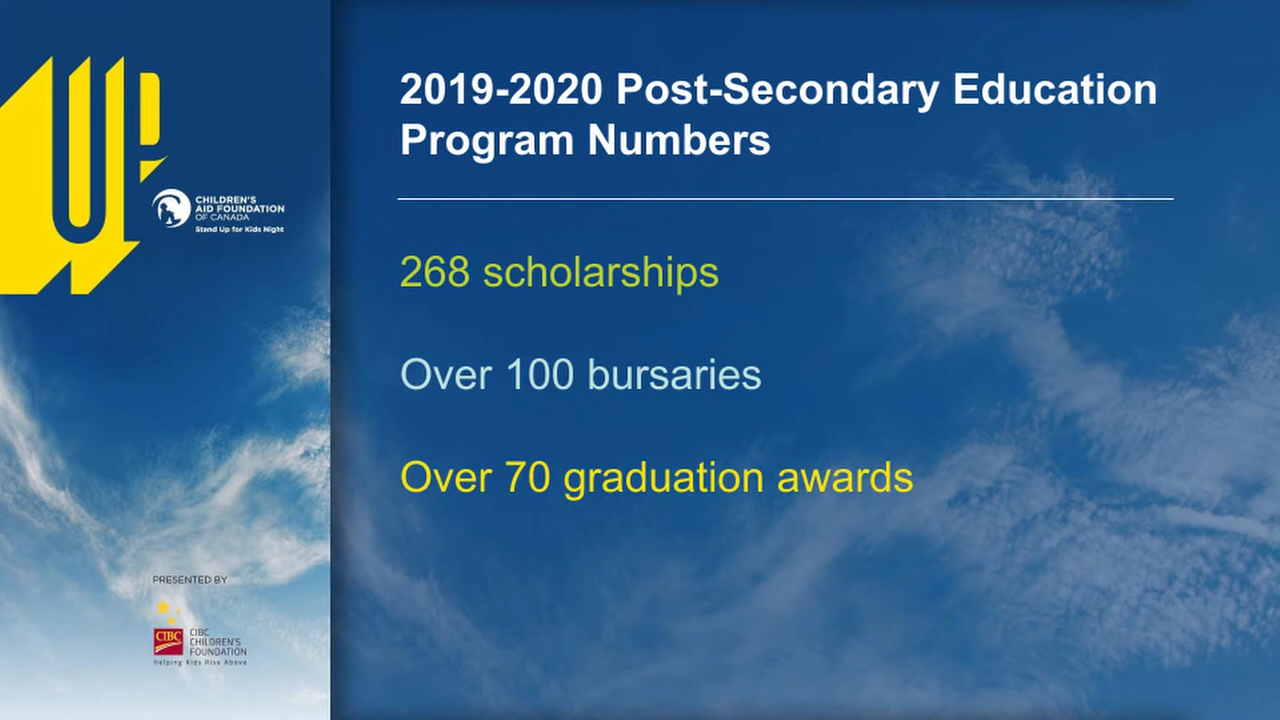 UP
CHILDREN'S
AID FOUNDATION
OF CANADA
Stand Up for Kids Night
PRESENTED BY
CIBC
CIBC
CHILDREN'S
FOUNDATION
Helping Kids Rise Above
2019-2020 Post-Secondary Education
Program Numbers
268 scholarships
Over 100 bursaries
Over 70 graduation awards